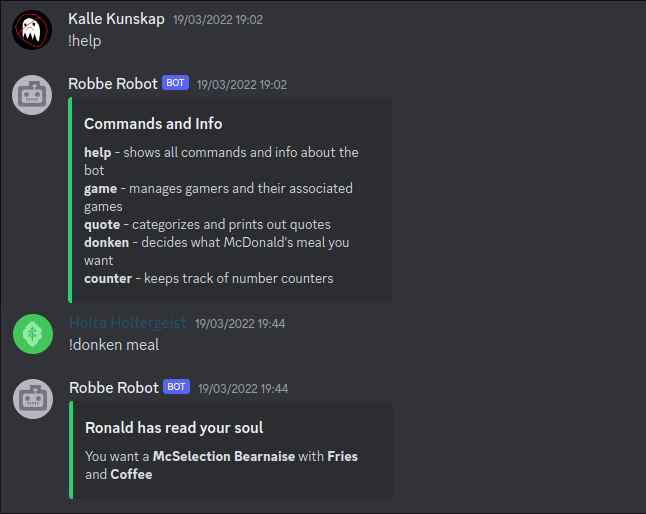 Kalle Kunskap 19/03/2022 19:02
!help
Robbe Robot BOT 19/03/2022 19:02
Commands and Info
help - shows all commands and info about the
bot
game - manages gamers and their associated
games
quote - categorizes and prints out quotes
donken - decides what McDonald's meal you
want
counter - keeps track of number counters
Holta Holtergeist 19/03/2022 19:44
!donken meal
Robbe Robot BOT 19/03/2022 19:44
Ronald has read your soul
You want a McSelection Bearnaise with Fries
and Coffee